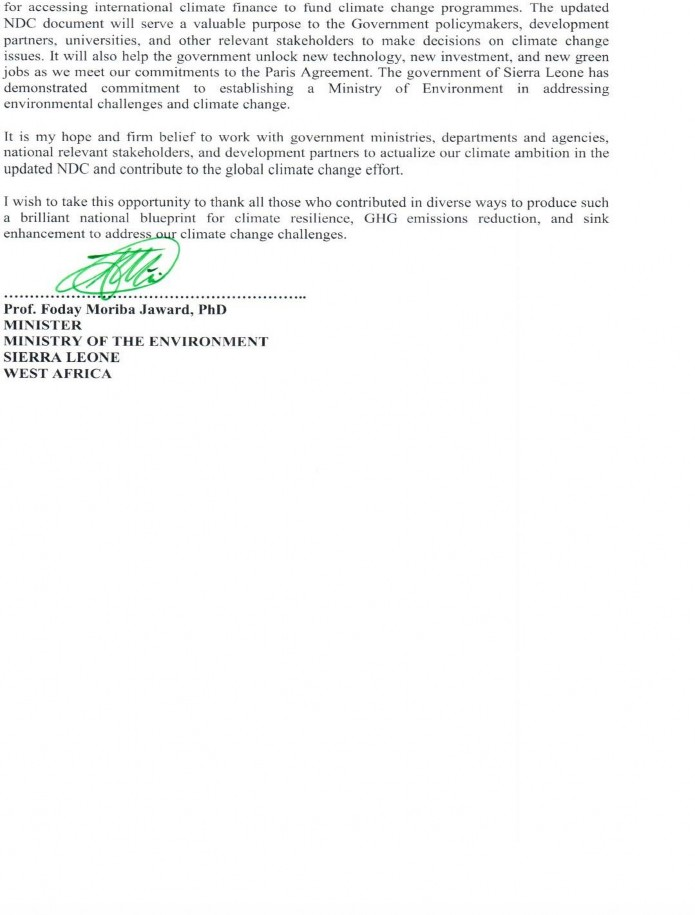 for accessing international climate finance to fund climate change programmes. The updated
NDC document will serve a valuable purpose to the Government policymakers, development
partners, universities, and other relevant stakeholders to make decisions on climate change
issues. It will also help the government unlock new technology, new investment, and new green
jobs as we meet our commitments to the Paris Agreement. The government of Sierra Leone has
demonstrated commitment to establishing a Ministry of Environment in addressing
environmental challenges and climate change.
It is my hope and firm belief to work with government ministries, departments and agencies,
national relevant stakeholders, and development partners to actualize our climate ambition in the
updated NDC and contribute to the global climate change effort.
I wish to take this opportunity to thank all those who contributed in diverse ways to produce such
a brilliant national blueprint for climate resilience, GHG emissions reduction, and sink
enhancement to address our climate change challenges.
Prof. Foday Moriba Jaward, PhD
MINISTER
MINISTRY OF THE ENVIRONMENT
SIERRA LEONE
WEST AFRICA